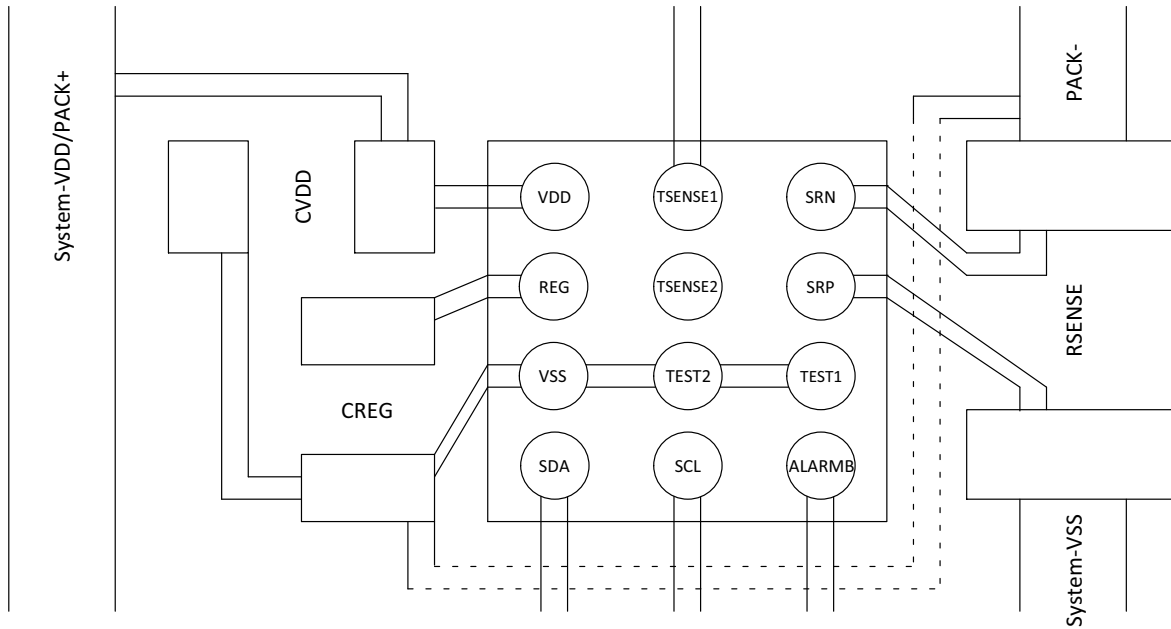 System-VDD/PACK+
CVDD
CREG
VDD
TSENSE1
SRN
REG
TSENSE2
SRP
VSS
TEST2
TEST1
SDA
SCL
ALARMB
PACK-
RSENSE
System-VSS